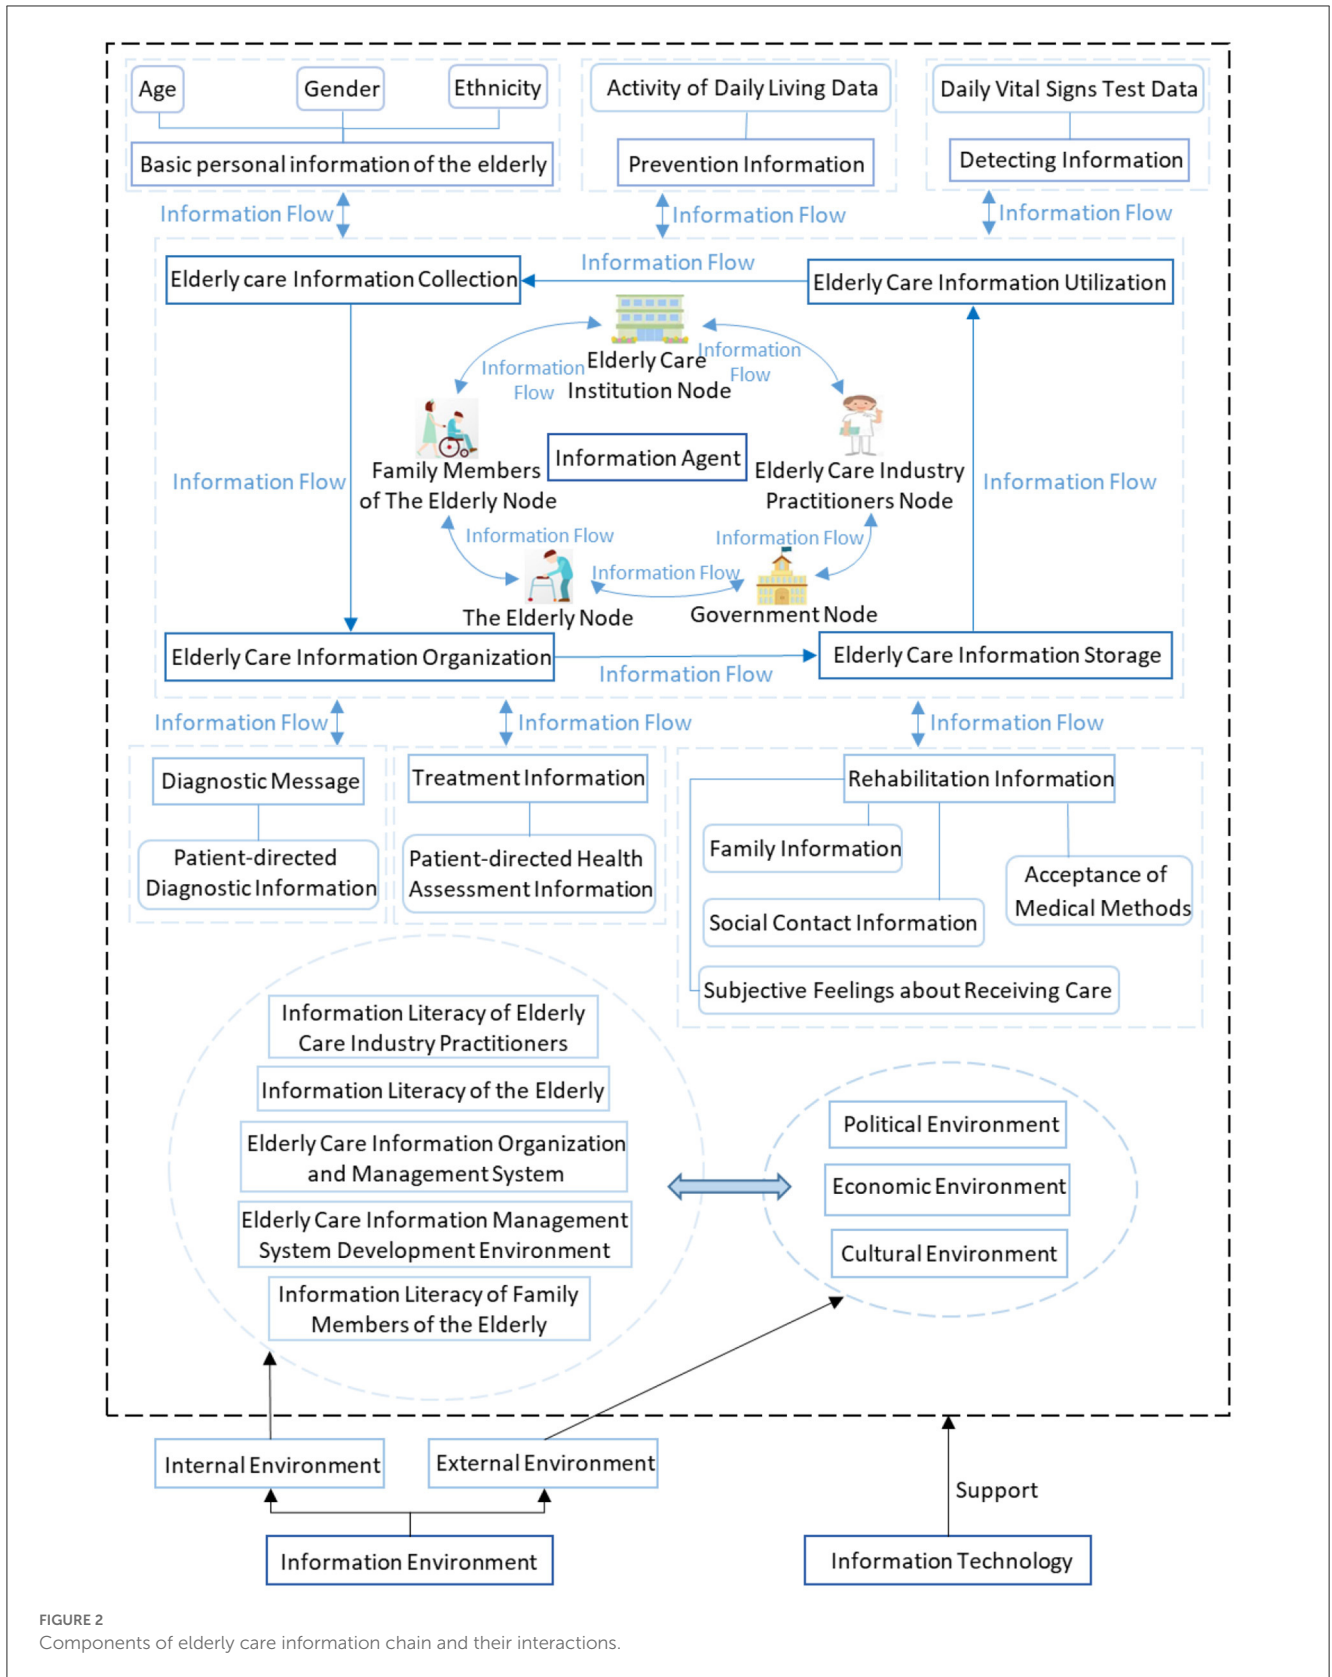 Age
Gender
Ethnicity
Activity of Daily Living Data
Daily Vital Signs Test Data
Basic personal information of the elderly
Prevention Information
Detecting Information
Information Flow
Information Flow
Information Flow
Elderly care Information Collection
Information Flow
Elderly Care Information Utilization
Information
Flow
Elderly Care
Institution Node
Information
Flow
Information Flow
Family Members
of The Elderly Node
Information Agent
Elderly Care Industry
Practitioners Node
Information Flow
Information Flow
Information Flow
Information Flow
The Elderly Node
Government Node
Elderly Care Information Organization
Information Flow
Elderly Care Information Storage
Information Flow
Information Flow
Information Flow
Diagnostic Message
Patient-directed
Diagnostic Information
Treatment Information
Patient-directed Health
Assessment Information
Rehabilitation Information
Family Information
Acceptance of
Medical Methods
Social Contact Information
Subjective Feelings about Receiving Care
Information Literacy of Elderly
Care Industry Practitioners
Information Literacy of the Elderly
Elderly Care Information Organization
and Management System
Elderly Care Information Management
System Development Environment
Information Literacy of Family
Members of the Elderly
Political Environment
Economic Environment
Cultural Environment
Internal Environment
External Environment
Support
Information Environment
Information Technology
FIGURE 2
Components of elderly care information chain and their interactions.